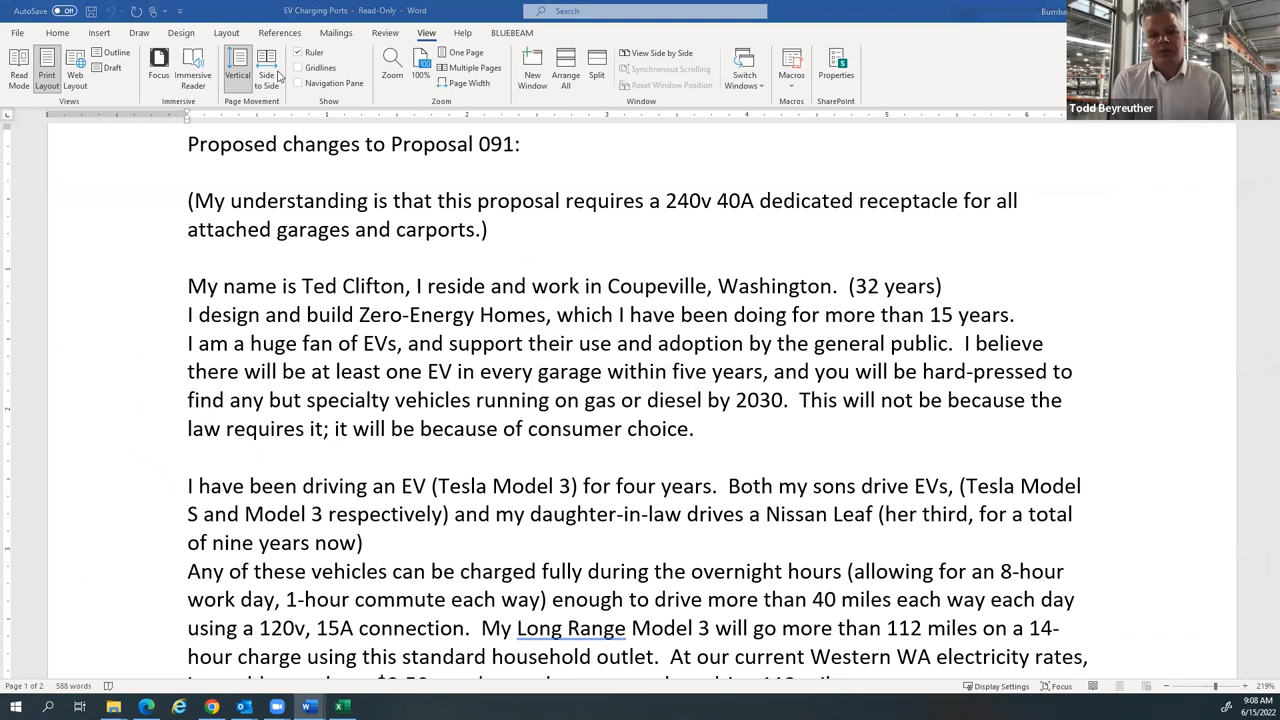 AutoSave Off
EV Charging Ports - Read-Only - Word
Search
File Home Insert Draw Design Layout References Mailings Review View Help BLUEBEAM
Read Mode
Print Layout
Web Layout
Outline
Draft
Views
Focus
Immersive Reader
Immersive
Vertical
Side to Side
Page Movement
Ruler
Gridlines
Navigation Pane
Show
Zoom
100
100%
One Page
Multiple Pages
Page Width
Zoom
New Window
Arrange All
Split
View Side by Side
Synchronous Scrolling
Reset Window Position
Window
Switch Windows
Macros
Macros
Properties
SharePoint
Todd Beyreuther
1 1 2 3 4 5 6
Proposed changes to Proposal 091:
(My understanding is that this proposal requires a 240v 40A dedicated receptacle for all
attached garages and carports.)
My name is Ted Clifton, I reside and work in Coupeville, Washington. (32 years)
I design and build Zero-Energy Homes, which I have been doing for more than 15 years.
I am a huge fan of EVs, and support their use and adoption by the general public. I believe
there will be at least one EV in every garage within five years, and you will be hard-pressed to
find any but specialty vehicles running on gas or diesel by 2030. This will not be because the
law requires it; it will be because of consumer choice.
I have been driving an EV (Tesla Model 3) for four years. Both my sons drive EVs, (Tesla Model
S and Model 3 respectively) and my daughter-in-law drives a Nissan Leaf (her third, for a total
of nine years now)
Any of these vehicles can be charged fully during the overnight hours (allowing for an 8-hour
work day, 1-hour commute each way) enough to drive more than 40 miles each way each day
using a 120v, 15A connection. My Long Range Model 3 will go more than 112 miles on a 14-
hour charge using this standard household outlet. At our current Western WA electricity rates,
Page 1 of 2 588 words
Display Settings Focus
219%
9:08 AM
6/15/2022